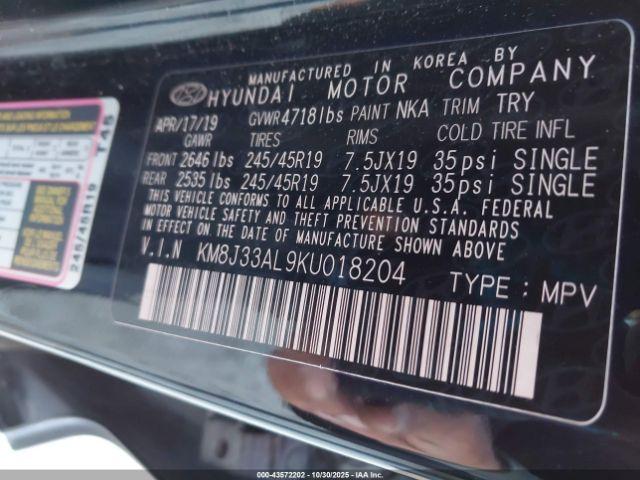 MANUFACTURED IN KOREA BY
HYUNDAI MOTOR COMPANY
APR/17/19 GVWR4718lbs PAINT NKA TRIM TRY
GAWR TIRES RIMS COLD TIRE INFL
FRONT 2646 lbs 245/45R19 7.5JX19 35psi SINGLE
REAR 2535 lbs 245/45R19 7.5JX19 35psi SINGLE
THIS VEHICLE CONFORMS TO ALL APPLICABLE U.S.A. FEDERAL
MOTOR VEHICLE SAFETY AND THEFT PREVENTION STANDARDS
IN EFFECT ON THE DATE OF MANUFACTURE SHOWN ABOVE
V.I.N KM8J33AL9KU018204 TYPE : MPV
245/45R19
000-43572202 - 10/30/2025 - IAA Inc.